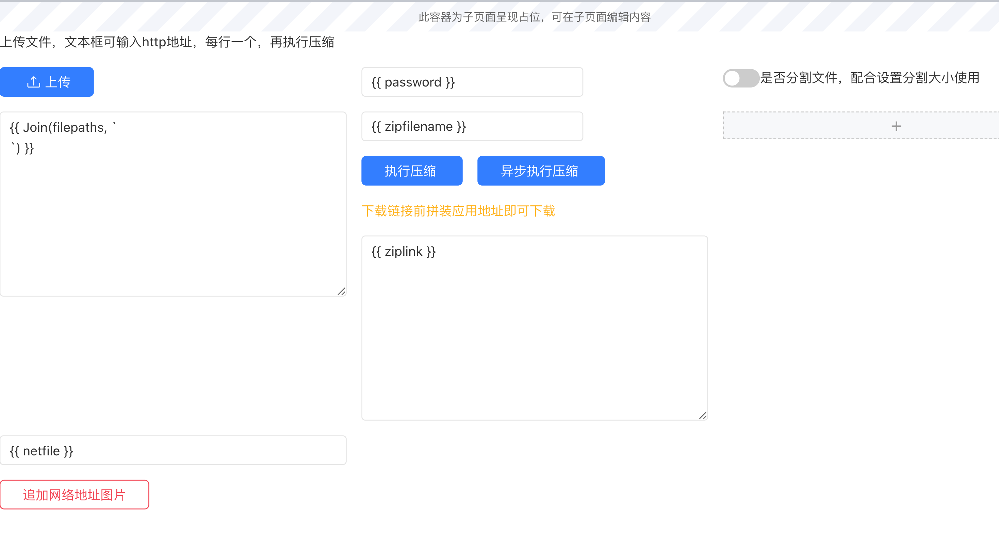 此容器为子页面呈现占位，可在子页面编辑内容
上传文件，文本框可输入http地址，每行一个，再执行压缩
上传
{{ password }}
是否分割文件，配合设置分割大小使用
{{ Join(filepaths, `
`) }}
{{ zipfilename }}
执行压缩
异步执行压缩
下载链接前拼装应用地址即可下载
{{ ziplink }}
{{ netfile }}
追加网络地址图片